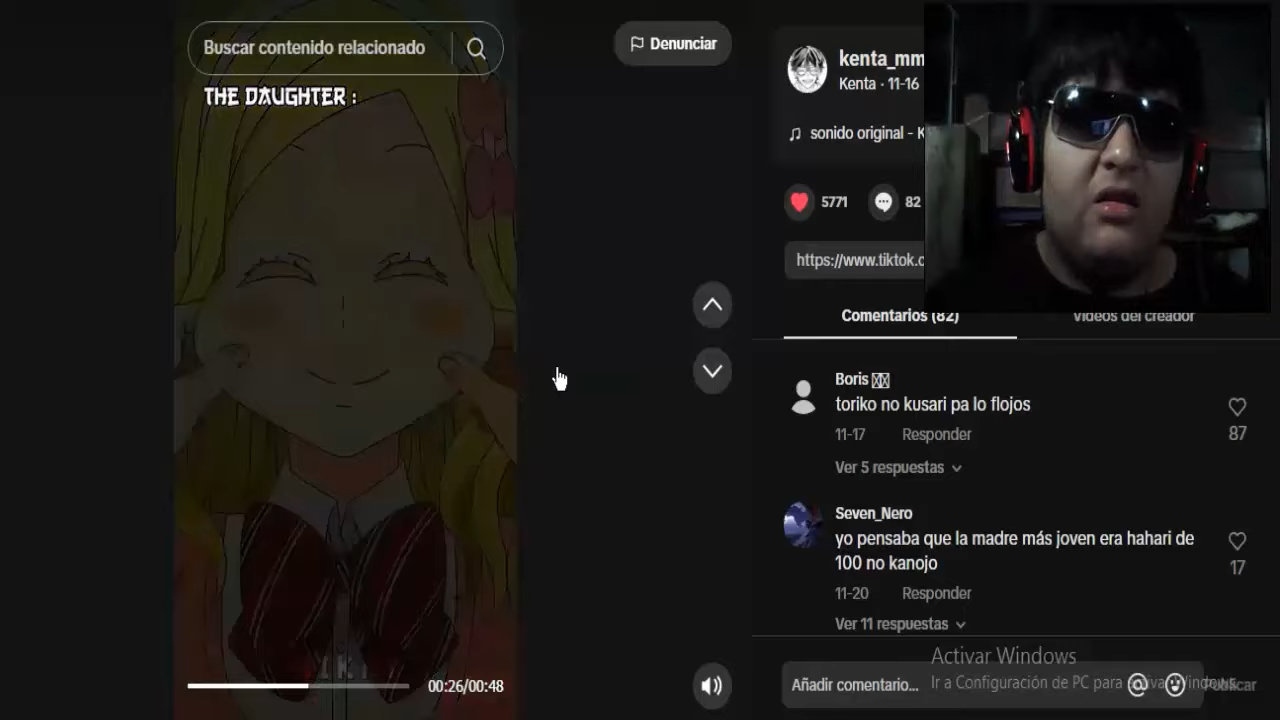 Buscar contenido relacionado
Denunciar
THE DAUGHTER :
00:26/00:48
kenta_mm
Kenta · 11-16
sonido original - K
5771
82
https://www.tiktok.c
Comentarios (82)
Videos del creador
Boris
toriko no kusari pa lo flojos
87
11-17 Responder
Ver 5 respuestas
Seven_Nero
yo pensaba que la madre más joven era hahari de
100 no kanojo
17
11-20 Responder
Ver 11 respuestas
Activar Windows
Ir a Configuración de PC para activar Windows.
Añadir comentario...
Publicar